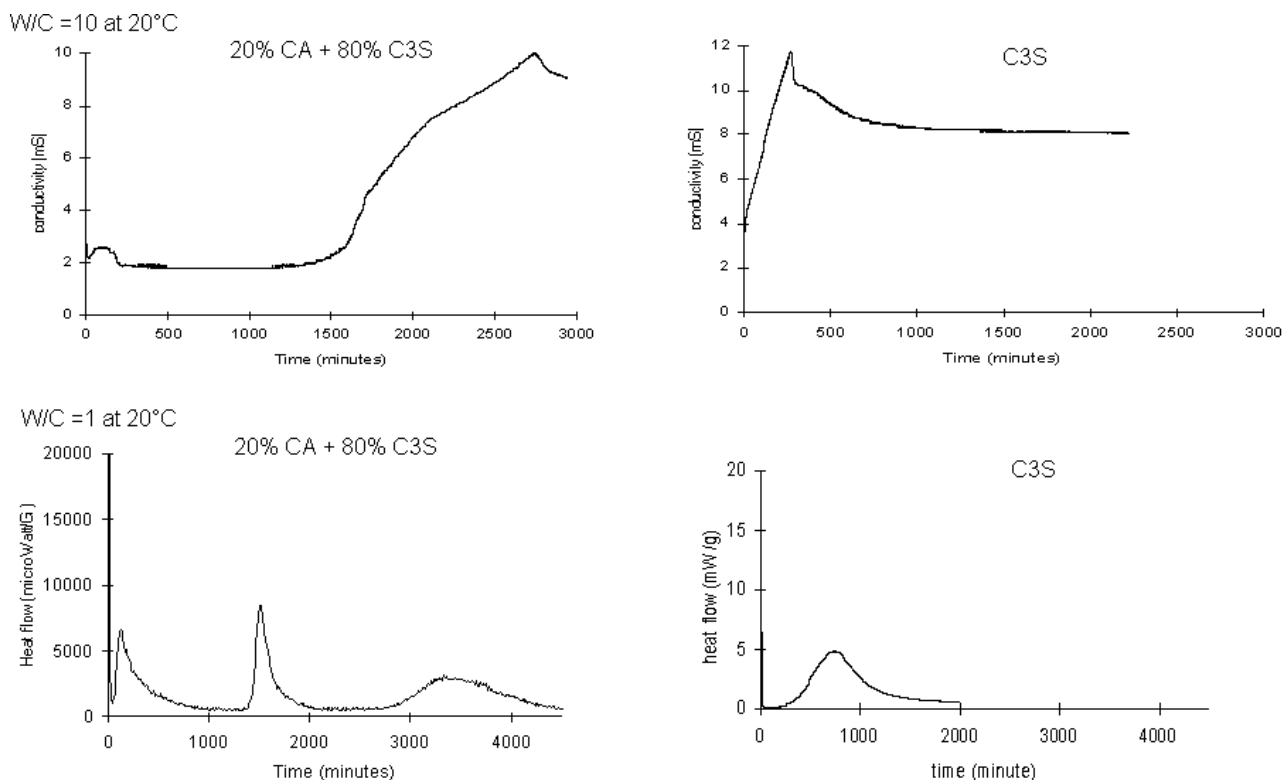 W/C =10 at 20°C
20% CA + 80% C3S
10
8
6
4
2
0
conductivity [mS]
0 500 1000 1500 2000 2500 3000
Time (minutes)
C3S
12
10
8
6
4
2
0
conductivity [mS]
0 500 1000 1500 2000 2500 3000
Time (minutes)
W/C =1 at 20°C
20% CA + 80% C3S
20000
15000
10000
5000
0
Heat flow [microWatt/G]
0 1000 2000 3000 4000
Time (minutes)
C3S
20
15
10
5
0
heat flow (mW/g)
0 1000 2000 3000 4000
time (minute)